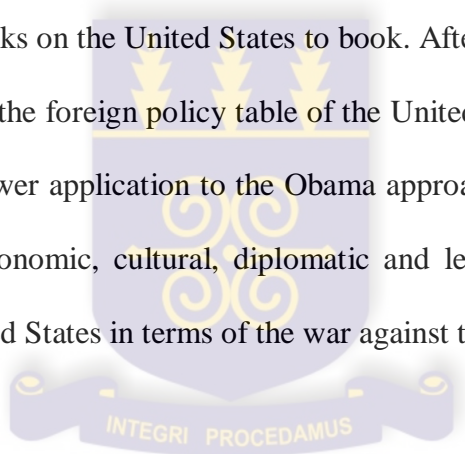 ks on the United States to book. Afte
the foreign policy table of the United
wer application to the Obama approa
onomic, cultural, diplomatic and le
d States in terms of the war against t
INTEGRI PROCEDAMUS